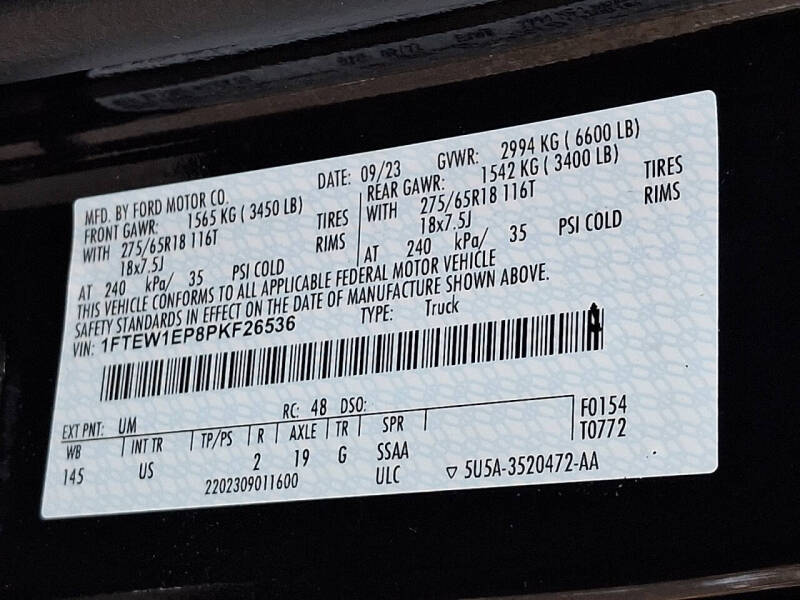 MFD. BY FORD MOTOR CO. DATE: 09/23 GVWR: 2994 KG ( 6600 LB)
FRONT GAWR: 1565 KG ( 3450 LB) REAR GAWR: 1542 KG ( 3400 LB)
WITH 275/65R18 116T TIRES WITH 275/65R18 116T TIRES
18x7.5J RIMS 18x7.5J RIMS
AT 240 kPa/ 35 PSI COLD AT 240 kPa/ 35 PSI COLD
THIS VEHICLE CONFORMS TO ALL APPLICABLE FEDERAL MOTOR VEHICLE
SAFETY STANDARDS IN EFFECT ON THE DATE OF MANUFACTURE SHOWN ABOVE.
VIN: 1FTEW1EP8PKF26536 TYPE: Truck
A
EXT PNT: UM RC: 48 DSO: F0154
WB INT TR TP/PS R AXLE TR SPR T0772
145 US 2 19 G SSAA
2202309011600 ULC ▽ 5U5A-3520472-AA